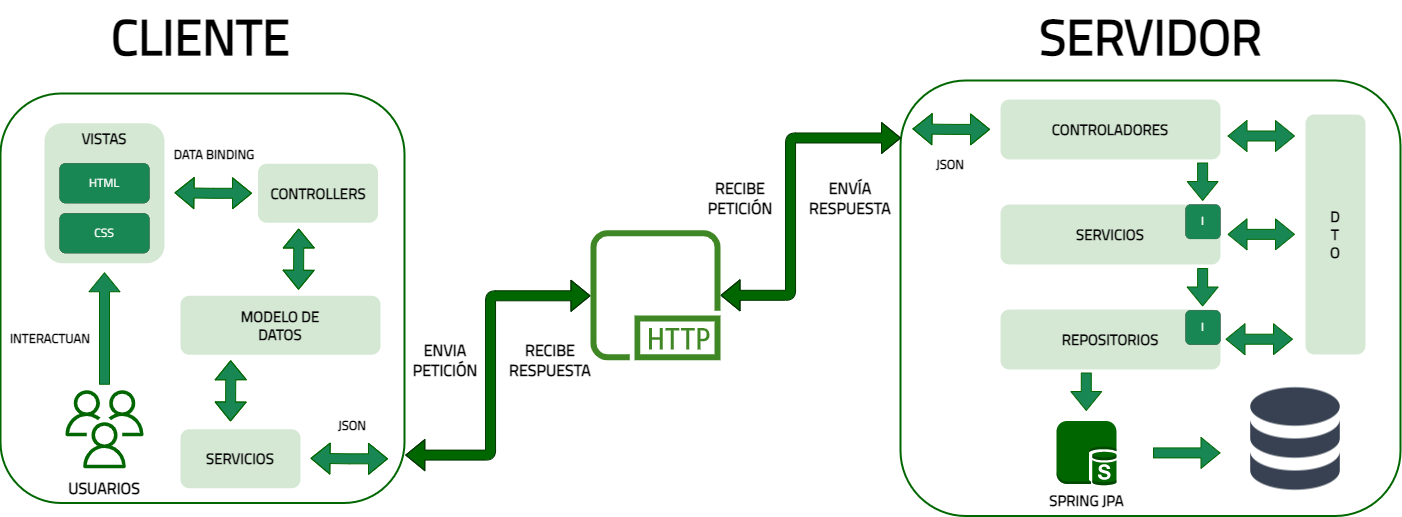 CLIENTE
SERVIDOR
VISTAS
HTML
CSS
DATA BINDING
CONTROLLERS
MODELO DE
DATOS
INTERACTUAN
USUARIOS
SERVICIOS
JSON
ENVIA
PETICIÓN
RECIBE
RESPUESTA
HTTP
RECIBE
PETICIÓN
ENVÍA
RESPUESTA
JSON
CONTROLADORES
SERVICIOS
I
REPOSITORIOS
I
D
T
O
S
SPRING JPA